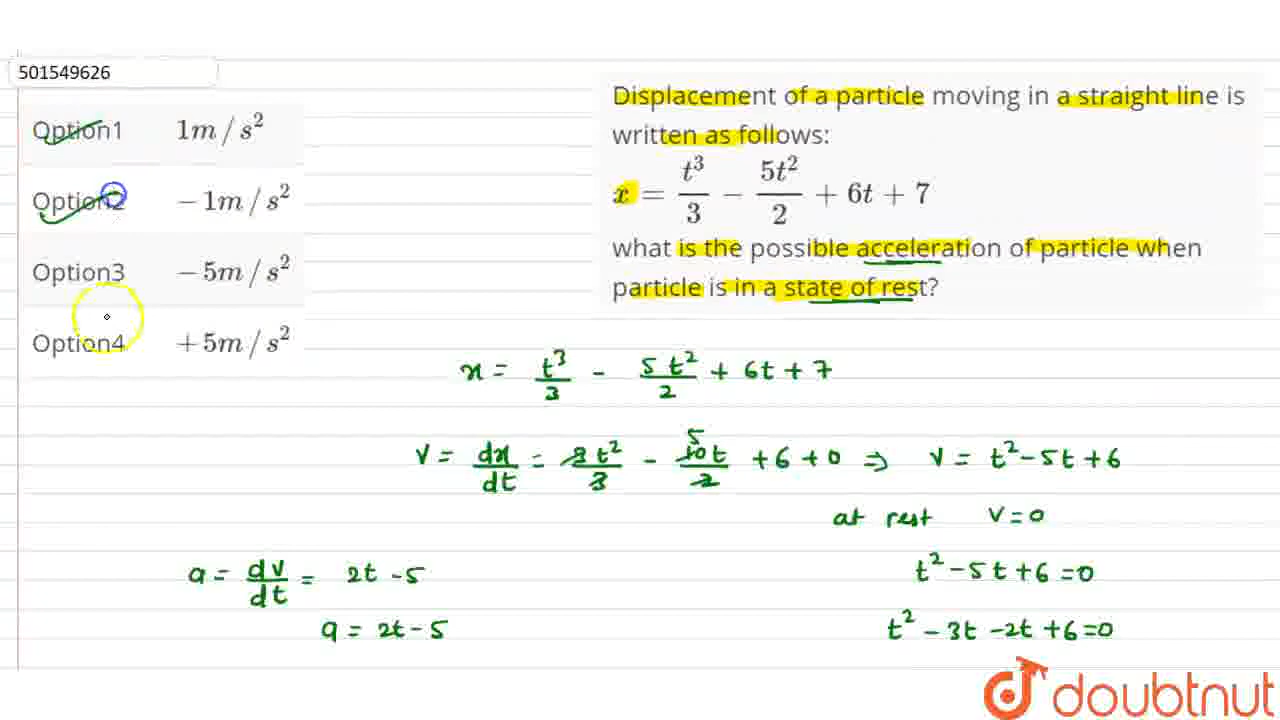 501549626
Option1 1m/s²
Option2 −1m/s²
Option3 −5m/s²
Option4 +5m/s²
Displacement of a particle moving in a straight line is
written as follows:
x = t³/3 − 5t²/2 + 6t + 7
what is the possible acceleration of particle when
particle is in a state of rest?
x = t³/3 − 5t²/2 + 6t + 7
v = dx/dt = 3t²/3 − 5 10t/2 + 6 + 0 ⇒ v = t² − 5t + 6
at rest v = 0
a = dv/dt = 2t − 5
t² − 5t + 6 = 0
a = 2t − 5
t² − 3t − 2t + 6 = 0
doubtnut